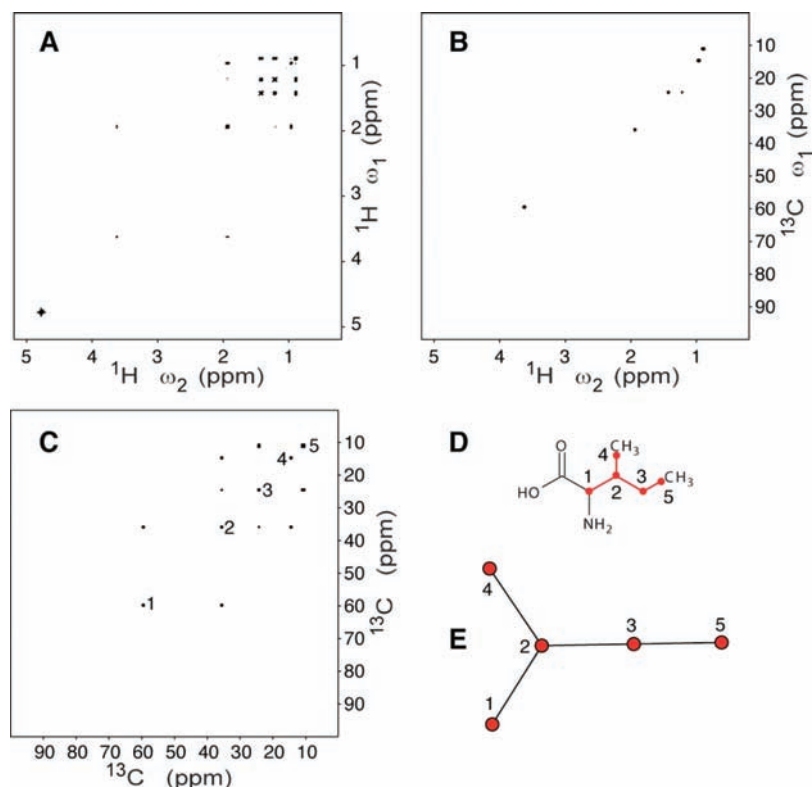 A
1
2
3
4
5
¹H ω₁ (ppm)
5 4 3 2 1
¹H ω₂ (ppm)
B
10
20
30
40
50
60
70
80
90
¹³C ω₁ (ppm)
5 4 3 2 1
¹H ω₂ (ppm)
C
5
4
3
2
1
10
20
30
40
50
60
70
80
90
¹³C (ppm)
90 80 70 60 50 40 30 20 10
¹³C (ppm)
D
O
HO
NH₂
CH₃
CH₃
4
1
2
3
5
E
4
2
3
5
1